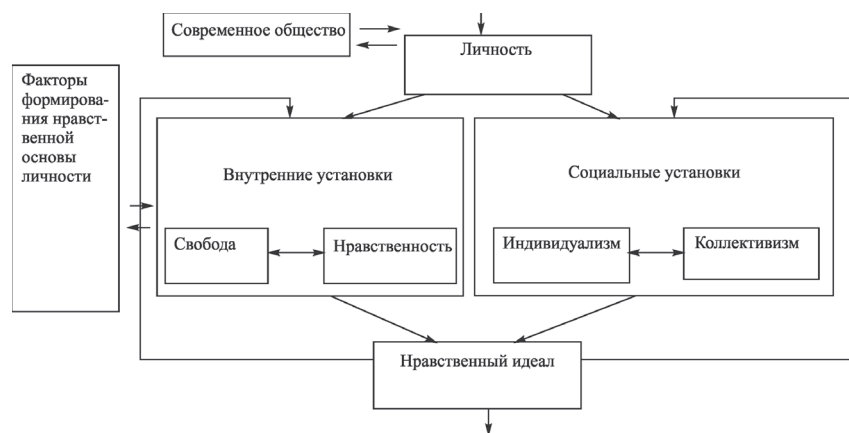 Современное общество
Личность
Факторы
формирова-
ния нравст-
венной
основы
личности
Внутренние установки
Социальные установки
Свобода
Нравственность
Индивидуализм
Коллективизм
Нравственный идеал